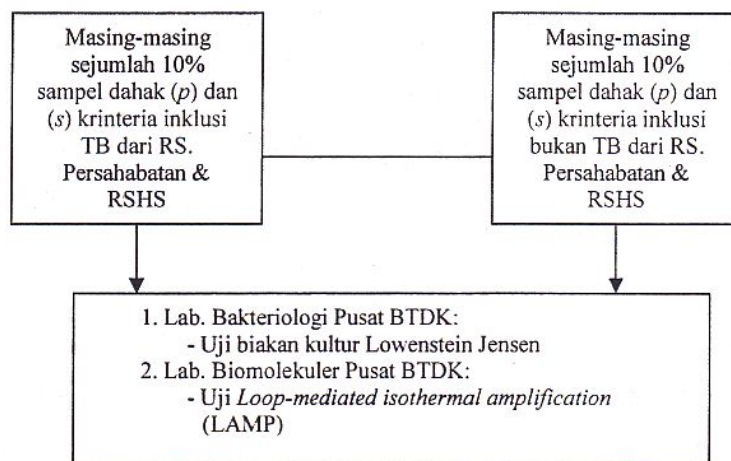 Masing-masing
sejumlah 10%
sampel dahak (p) dan
(s) krinteria inklusi
TB dari RS.
Persahabatan &
RSHS
Masing-masing
sejumlah 10%
sampel dahak (p) dan
(s) krinteria inklusi
bukan TB dari RS.
Persahabatan &
RSHS
1. Lab. Bakteriologi Pusat BTDK:
- Uji biakan kultur Lowenstein Jensen
2. Lab. Biomolekuler Pusat BTDK:
- Uji Loop-mediated isothermal amplification
(LAMP)